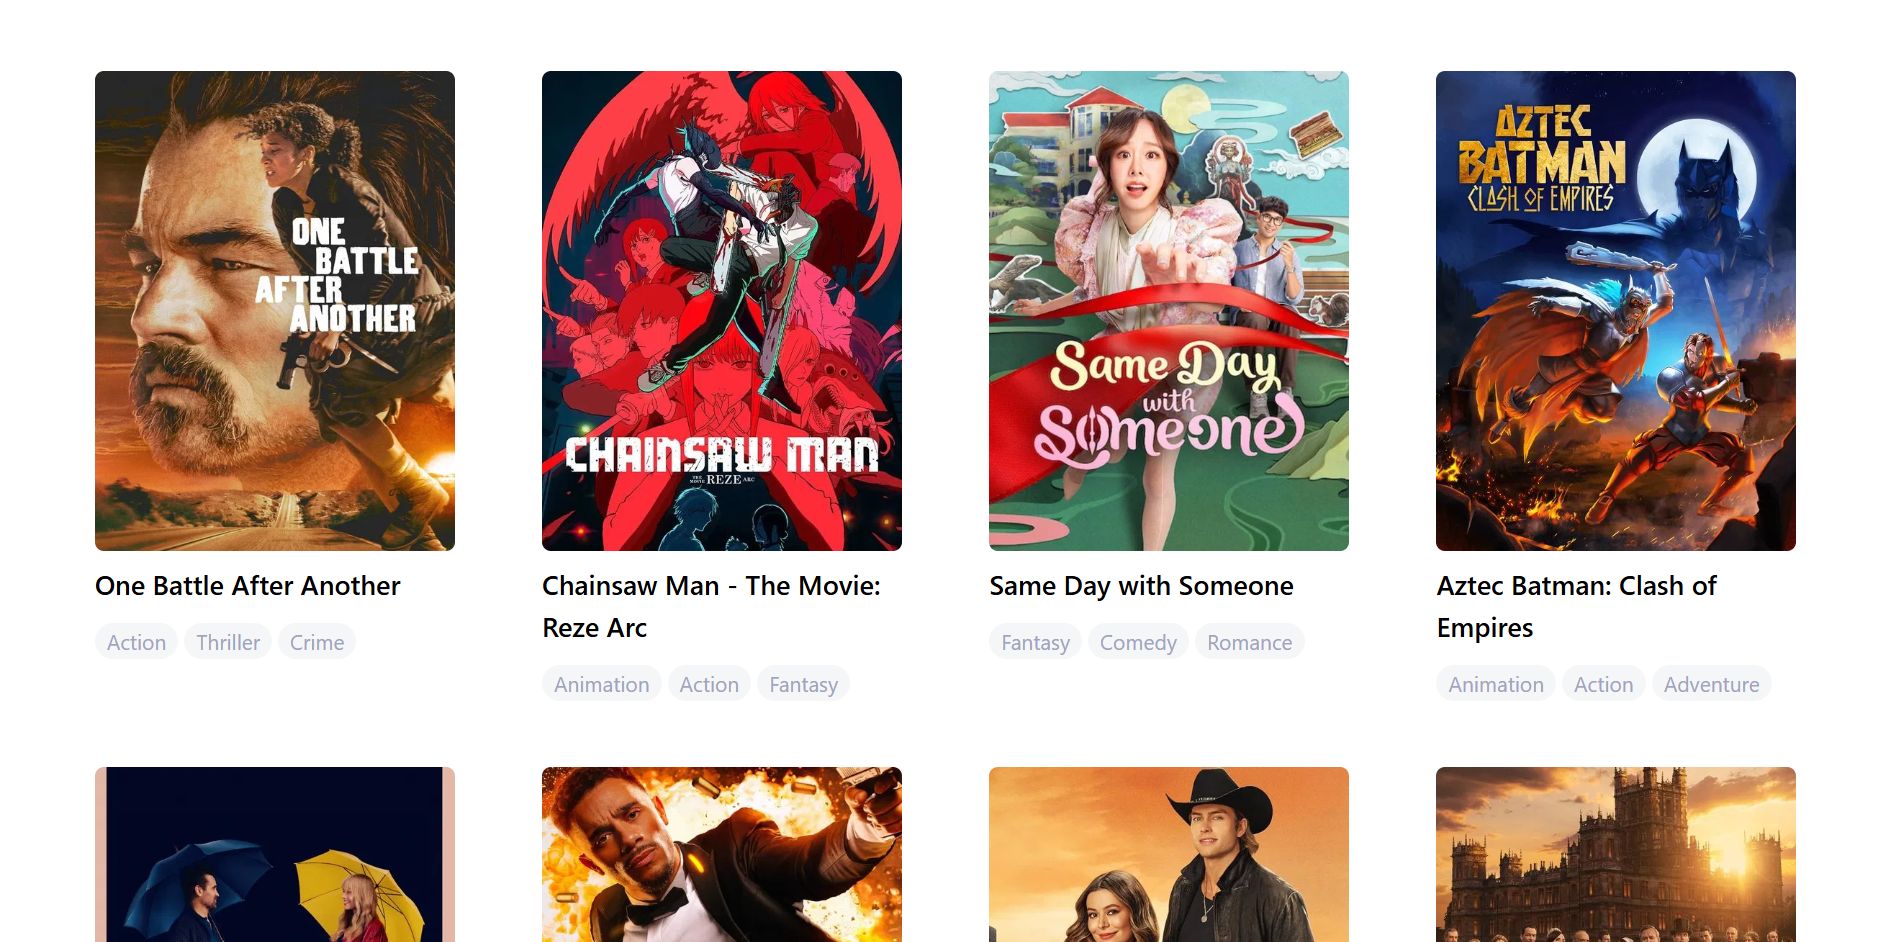 ONE
BATTLE
AFTER
ANOTHER
CHAINSAW MAN
THE MOVIE REZE ARC
Same Day
with
Someone
AZTEC
BATMAN
CLASH OF EMPIRES
One Battle After Another
Chainsaw Man - The Movie:
Reze Arc
Same Day with Someone
Aztec Batman: Clash of
Empires
Action Thriller Crime
Animation Action Fantasy
Fantasy Comedy Romance
Animation Action Adventure